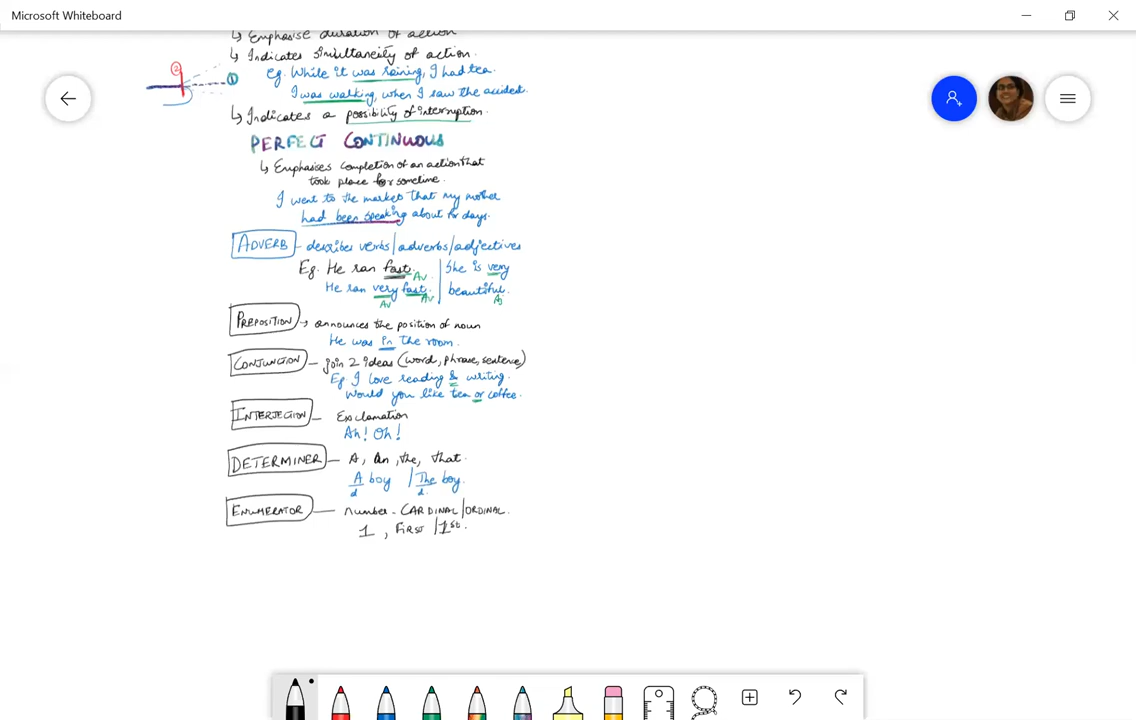 Microsoft Whiteboard
↳ Emphasise duration of action
↳ Indicates simultaneity of action.
eg. While it was raining, I had tea.
I was walking, when I saw the accident.
↳ Indicates a possibility of interruption.
② ①
PERFECT CONTINUOUS
↳ Emphasises completion of an action that
took place for sometime.
I went to the market that my mother
had been speaking about for days.
ADVERB - describes verbs/adverbs/adjectives
Eg. He ran fast. | She is very
AV
He ran very fast. | beautiful.
AV AV Aj
PREPOSITION → announces the position of noun
He was in the room.
CONJUNCTION - join 2 ideas (word, phrase, sentence)
Eg. I love reading & writing.
Would you like tea or coffee.
INTERJECTION - Exclamation
Ah! Oh!
DETERMINER - A, an, the, that.
A boy / The boy.
d d.
ENUMERATOR - number - CARDINAL/ORDINAL.
1, FIRST /1st.